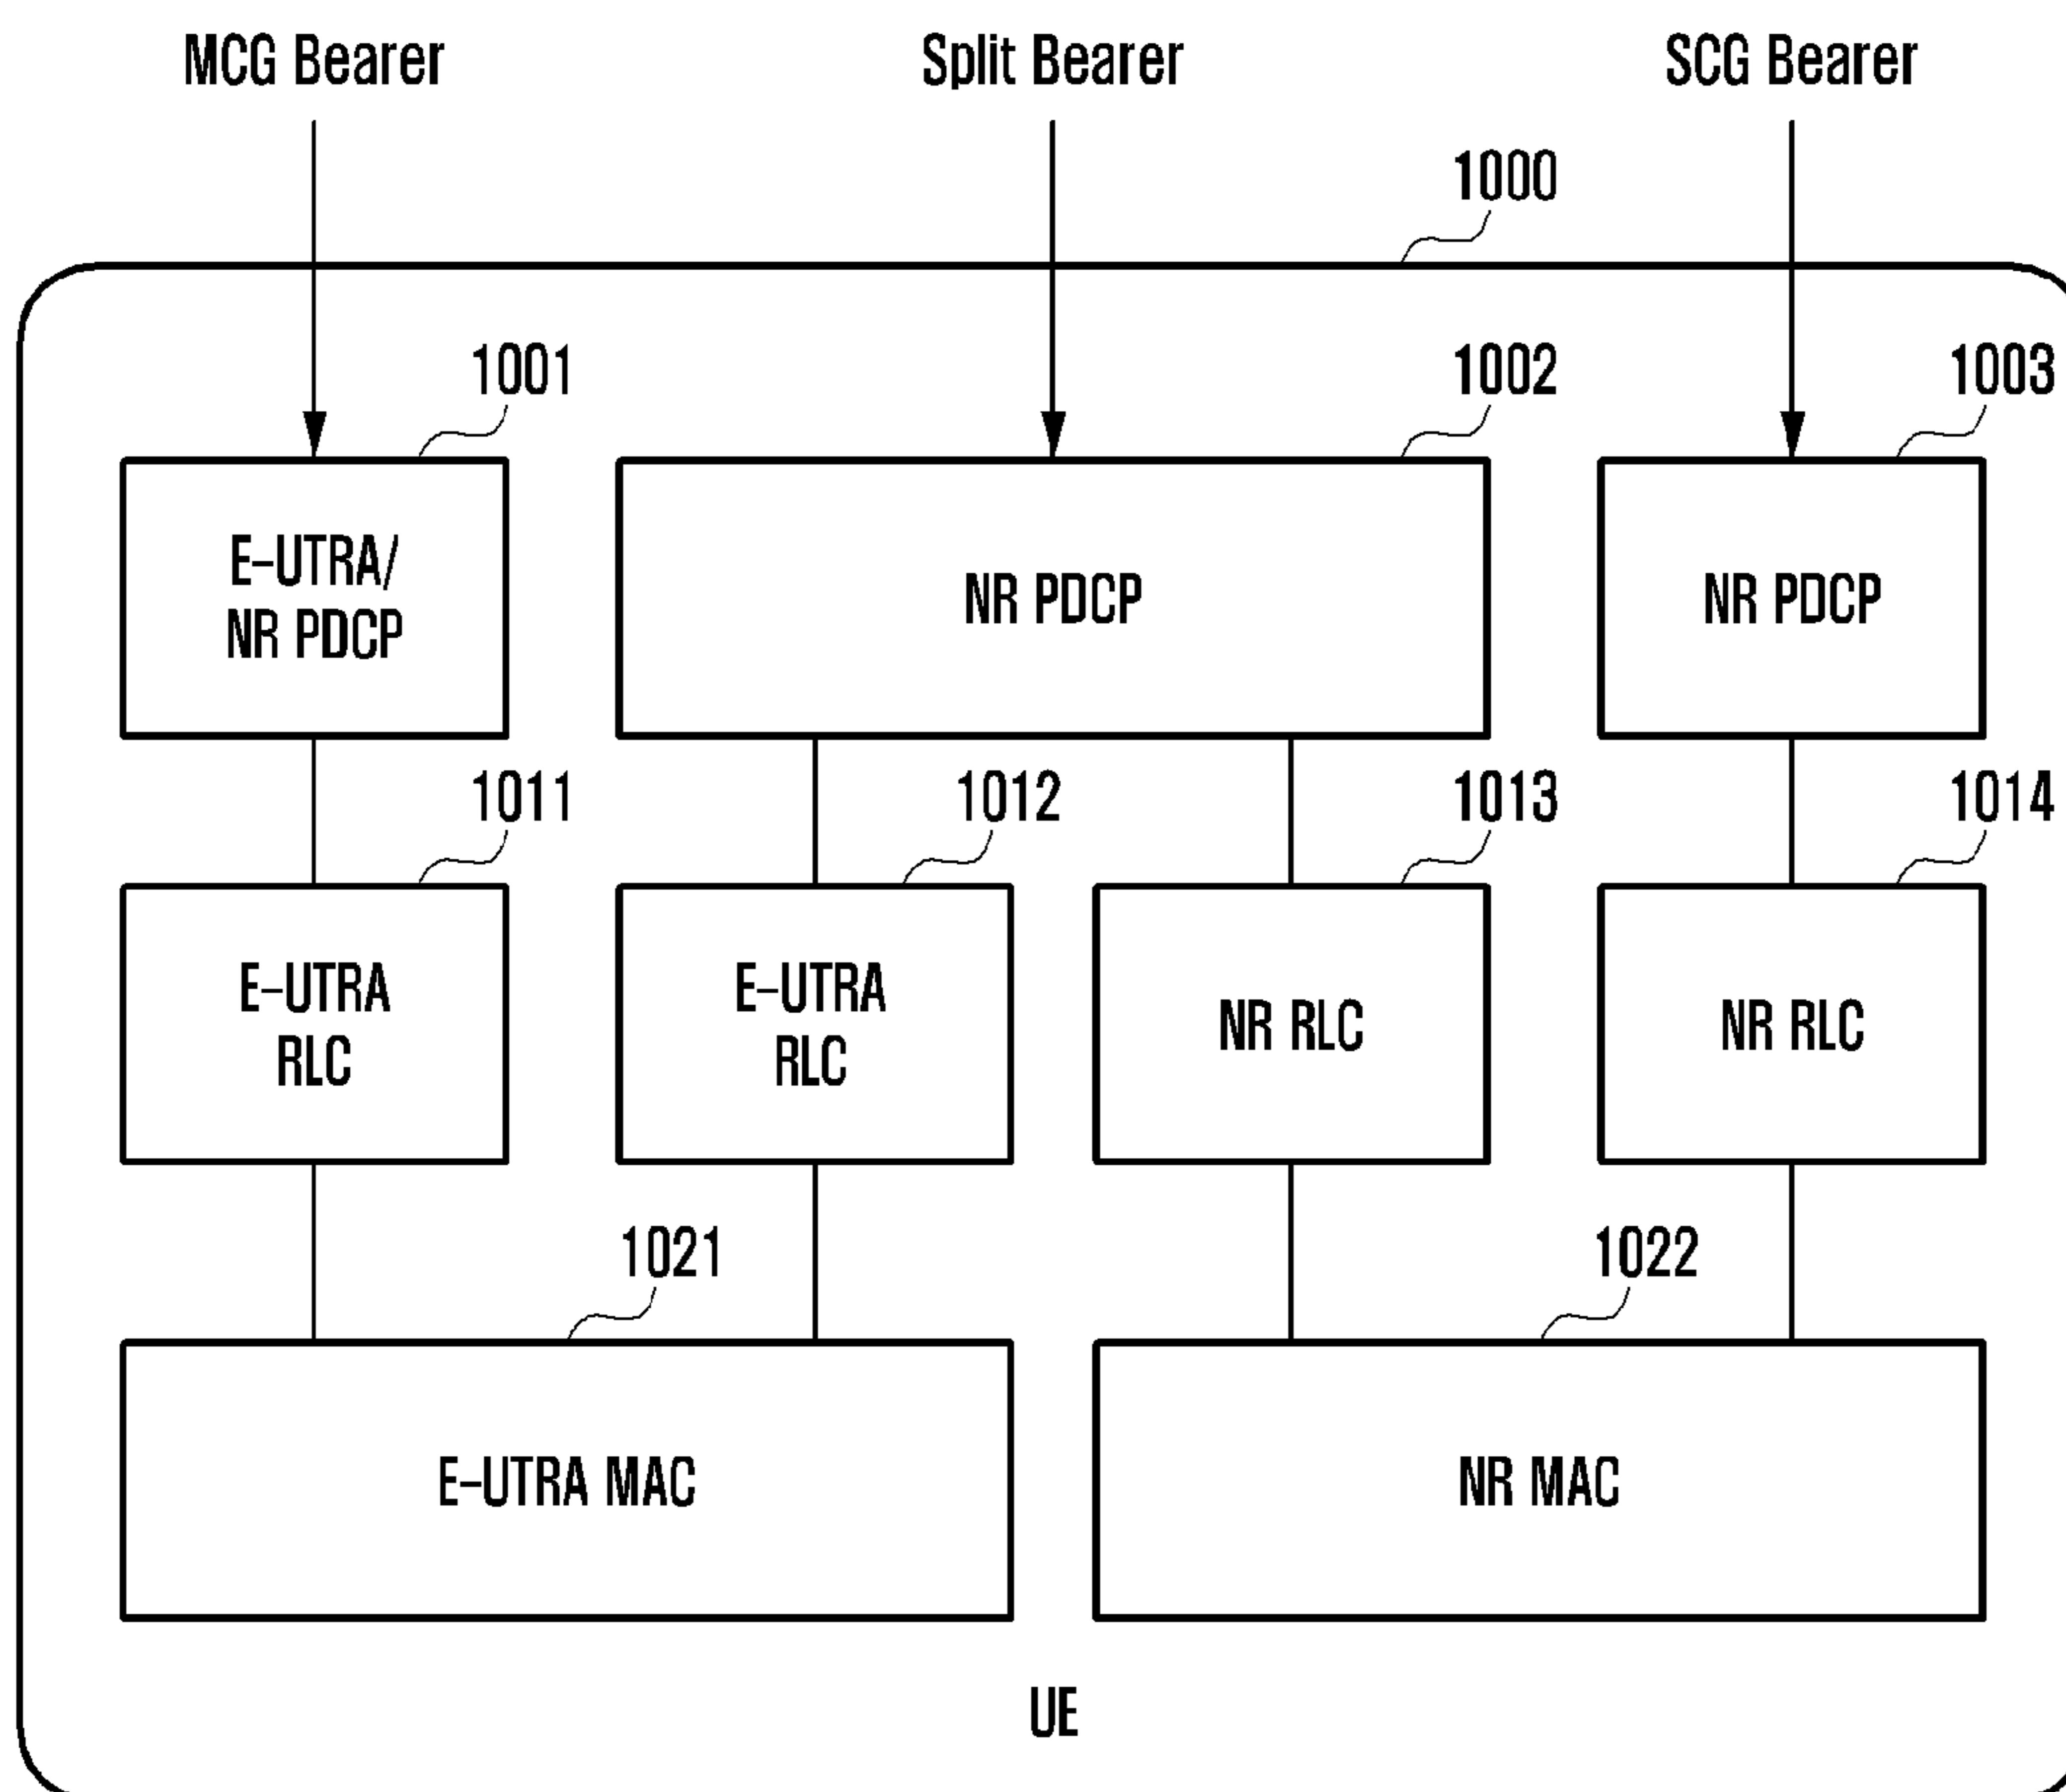 MCG Bearer
Split Bearer
SCG Bearer
1000
1001
1002
1003
E-UTRA/
NR PDCP
NR PDCP
NR PDCP
1011
1012
1013
1014
E-UTRA
RLC
E-UTRA
RLC
NR RLC
NR RLC
1021
1022
E-UTRA MAC
NR MAC
UE